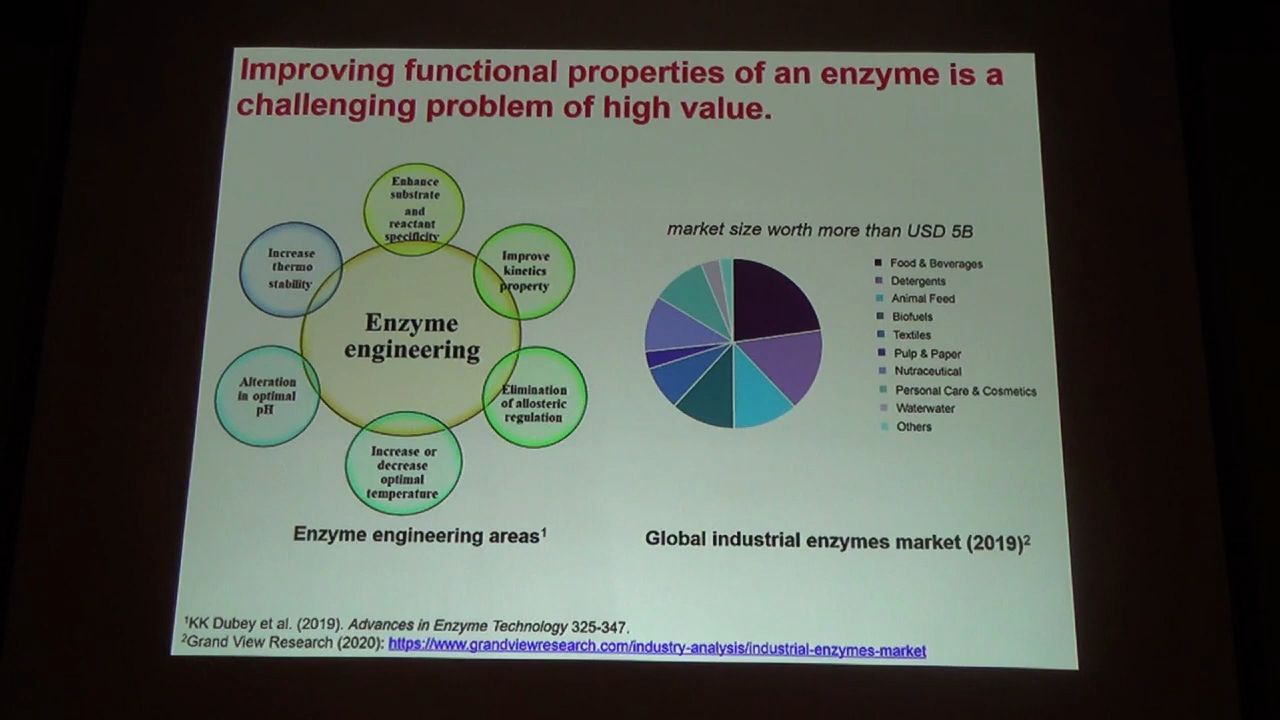 Improving functional properties of an enzyme is a
challenging problem of high value.
Enhance
substrate
and
reactant
specificity
Increase
thermo
stability
Improve
kinetics
property
Enzyme
engineering
Alteration
in optimal
pH
Elimination
of allosteric
regulation
Increase or
decrease
optimal
temperature
Enzyme engineering areas¹
market size worth more than USD 5B
Food & Beverages
Detergents
Animal Feed
Biofuels
Textiles
Pulp & Paper
Nutraceutical
Personal Care & Cosmetics
Waterwater
Others
Global industrial enzymes market (2019)²
¹KK Dubey et al. (2019). Advances in Enzyme Technology 325-347.
²Grand View Research (2020): https://www.grandviewresearch.com/industry-analysis/industrial-enzymes-market